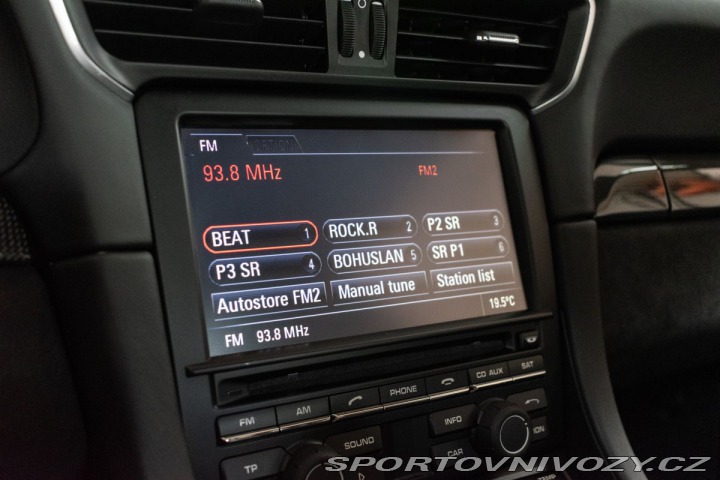 FM OPTION
93.8 MHz FM2
BEAT 1 ROCK.R 2 P2 SR 3
P3 SR 4 BOHUSLAN 5 SR P1 6
Autostore FM2 Manual tune Station list
FM 93.8 MHz 19.5°C
FM AM PHONE CD AUX SAT
TP SOUND INFO CAR
SPORTOVNIVOZY.CZ